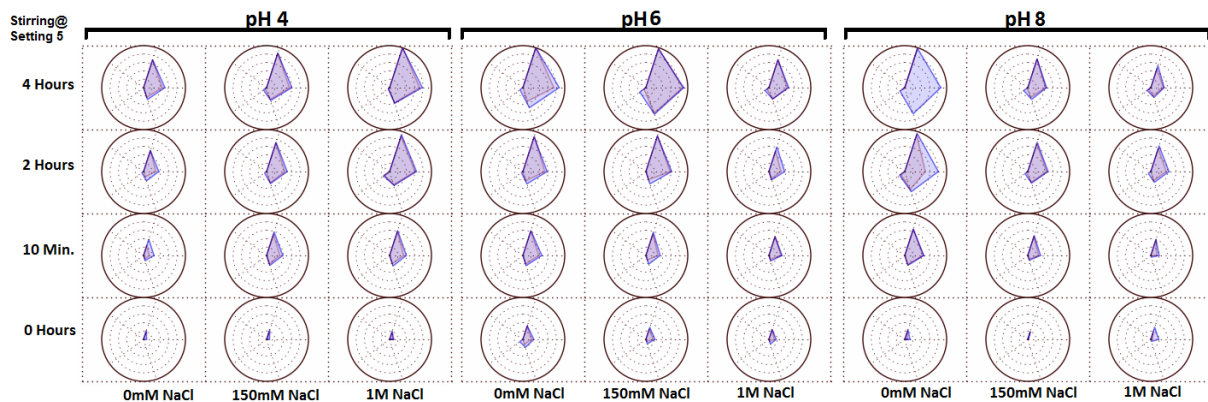 Stirring@
Setting 5
pH 4
pH 6
pH 8
4 Hours
2 Hours
10 Min.
0 Hours
0mM NaCl
150mM NaCl
1M NaCl
0mM NaCl
150mM NaCl
1M NaCl
0mM NaCl
150mM NaCl
1M NaCl